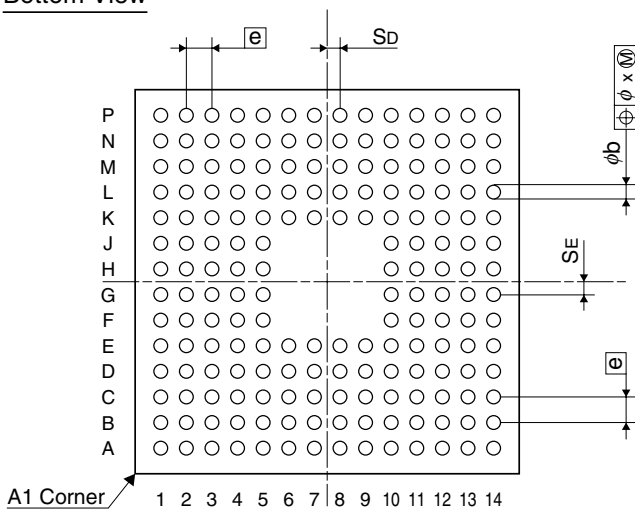 Bottom View
e
SD
⌖ ϕ x Ⓜ
ϕb
P
N
M
L
K
J
H
G
F
E
D
C
B
A
SE
e
A1 Corner
1 2 3 4 5 6 7 8 9 10 11 12 13 14